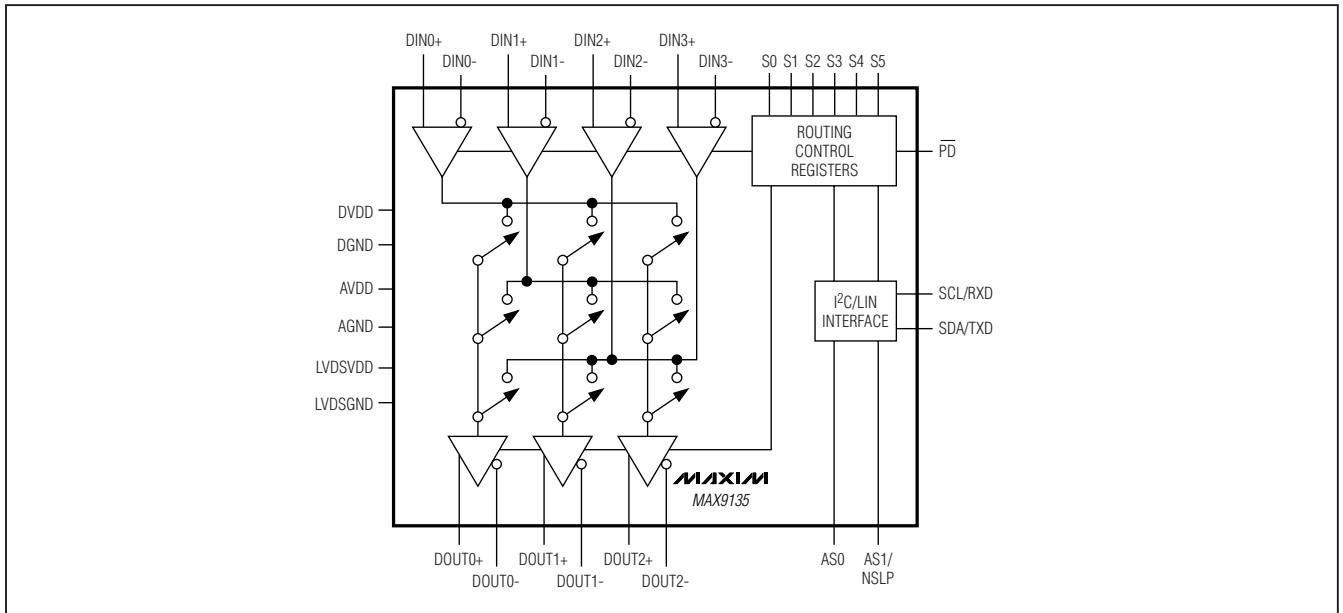 DIN0+ DIN1+ DIN2+ DIN3+
DIN0- DIN1- DIN2- DIN3- S0 S1 S2 S3 S4 S5
ROUTING
CONTROL
REGISTERS
PD
DVDD
DGND
AVDD
AGND
LVDSVDD
LVDSGND
I2C/LIN
INTERFACE
SCL/RXD
SDA/TXD
MAXIM
MAX9135
DOUT0+ DOUT1+ DOUT2+ AS0 AS1/
DOUT0- DOUT1- DOUT2- NSLP